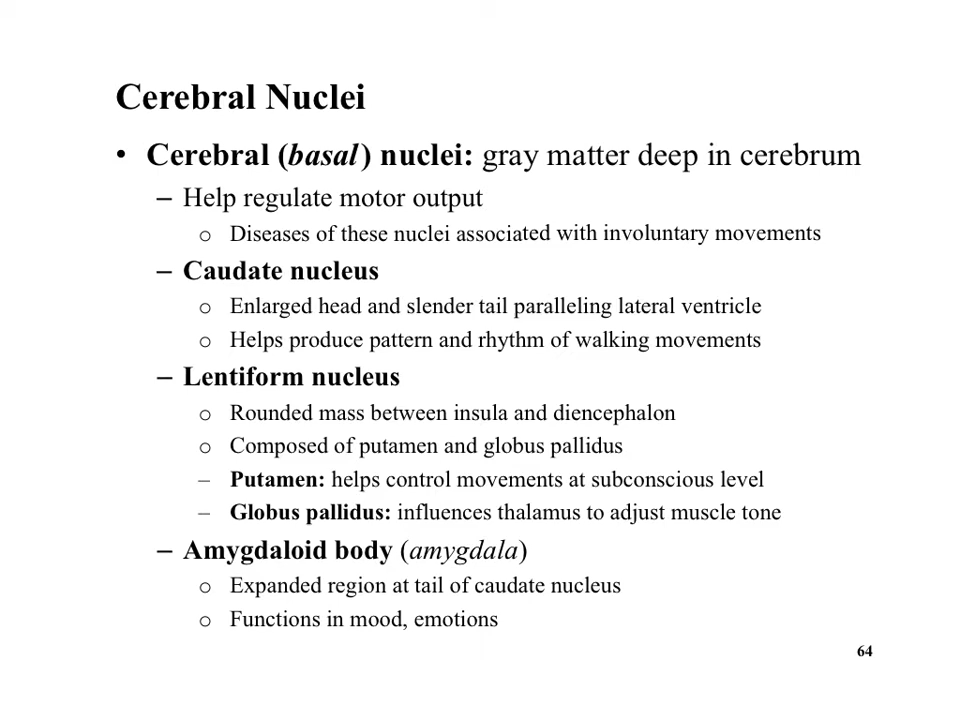 Cerebral Nuclei
• Cerebral (basal) nuclei: gray matter deep in cerebrum
– Help regulate motor output
o Diseases of these nuclei associated with involuntary movements
– Caudate nucleus
o Enlarged head and slender tail paralleling lateral ventricle
o Helps produce pattern and rhythm of walking movements
– Lentiform nucleus
o Rounded mass between insula and diencephalon
o Composed of putamen and globus pallidus
– Putamen: helps control movements at subconscious level
– Globus pallidus: influences thalamus to adjust muscle tone
– Amygdaloid body (amygdala)
o Expanded region at tail of caudate nucleus
o Functions in mood, emotions
64